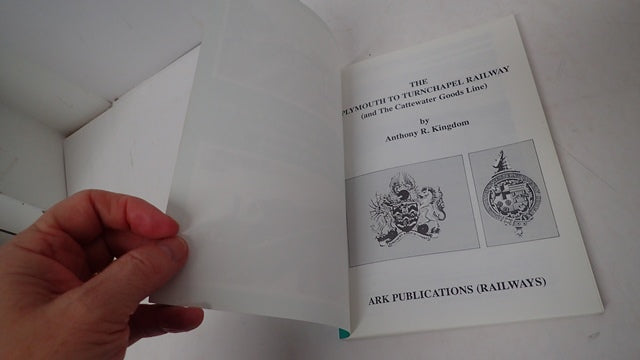 THE
PLYMOUTH TO TURNCHAPEL RAILWAY
(and The Cattewater Goods Line)
by
Anthony R. Kingdom
ARK PUBLICATIONS (RAILWAYS)